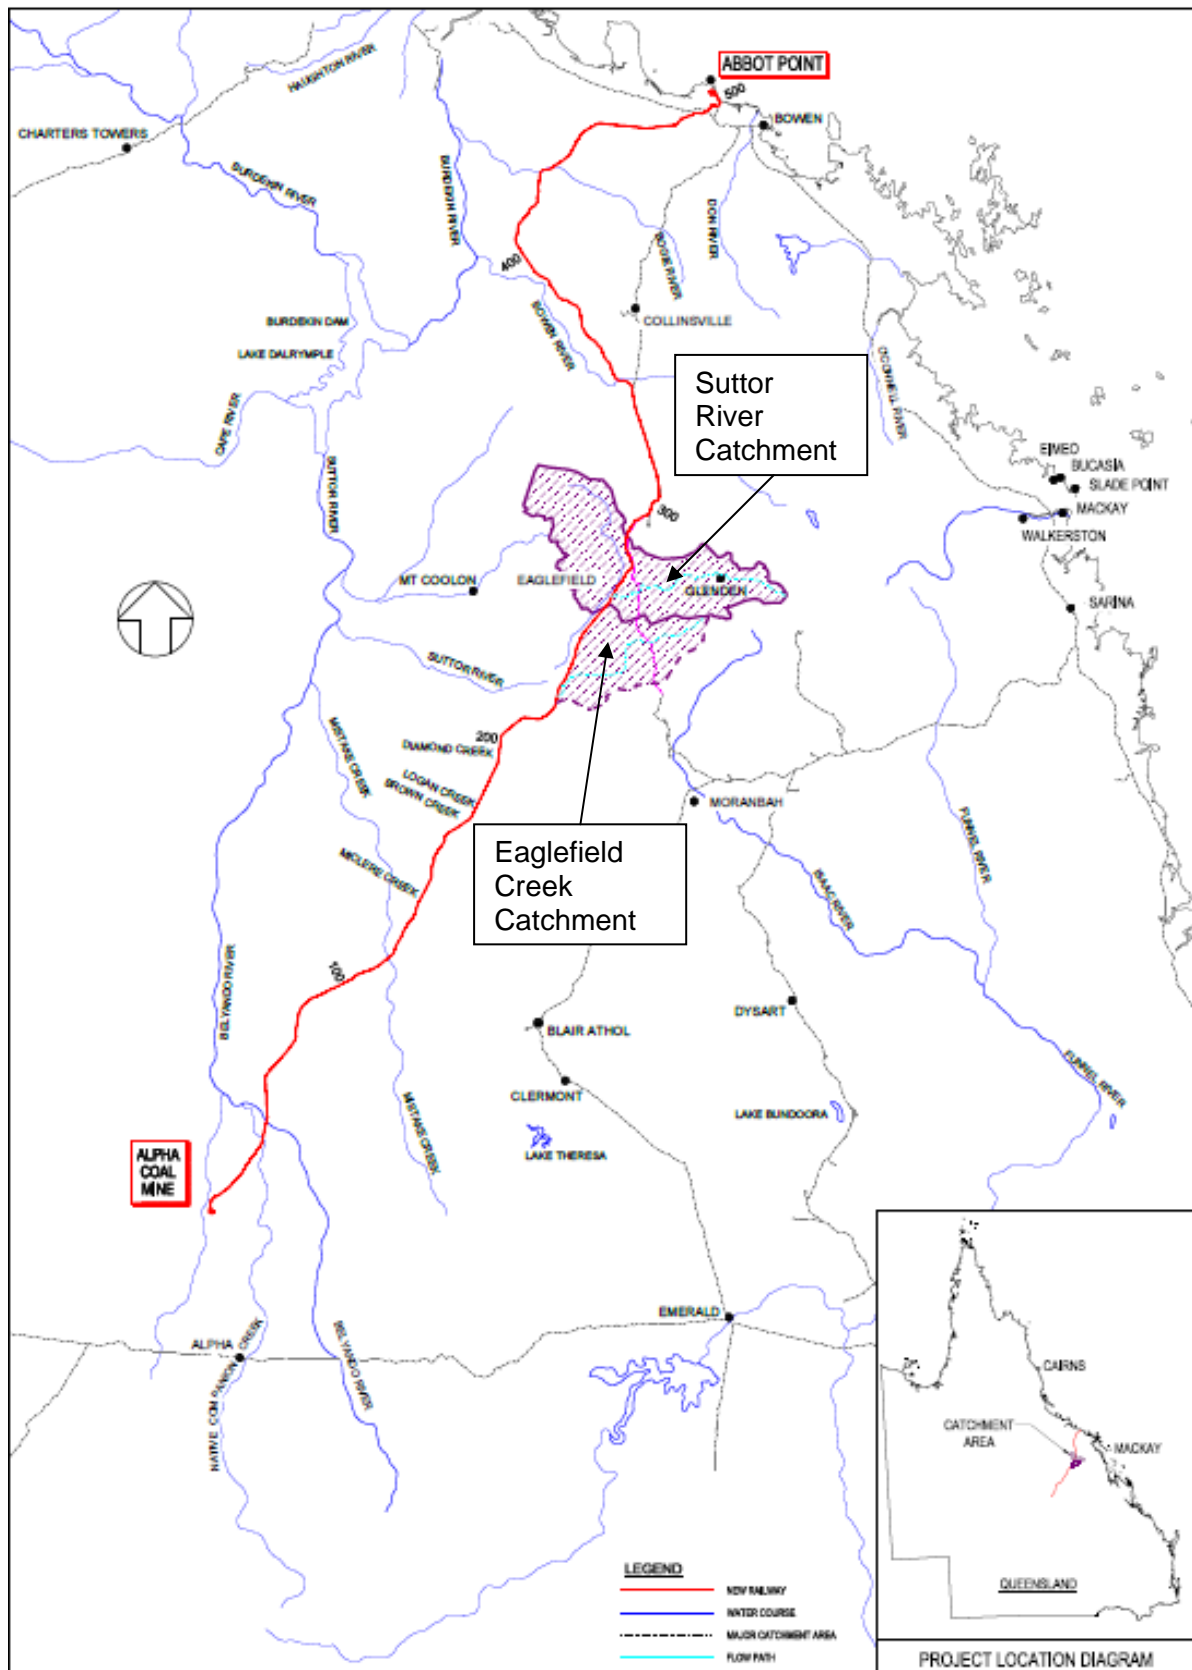 ABBOT POINT
500
HAUGHTON RIVER
BOWEN
CHARTERS TOWERS
BURDEKIN RIVER
BURDEKIN RIVER
DON RIVER
BOGIE RIVER
400
BOWEN RIVER
COLLINSVILLE
BURDEKIN DAM
LAKE DALRYMPLE
O'CONNELL RIVER
CAPE RIVER
Suttor
River
Catchment
EIMEO
BUCASIA
SLADE POINT
MACKAY
WALKERSTON
SUTTOR RIVER
300
EAGLEFIELD
MT COOLON
GLENDEN
SARINA
SUTTOR RIVER
200
DIAMOND CREEK
MISTAKE CREEK
LOGAN CREEK
BROWN CREEK
MORANBAH
MICLERE CREEK
Eaglefield
Creek
Catchment
FUNNEL RIVER
ISAAC RIVER
BELYANDO RIVER
100
DYSART
BLAIR ATHOL
CLERMONT
FUNNEL RIVER
LAKE BUNDOORA
MISTAKE CREEK
LAKE THERESA
ALPHA
COAL
MINE
EMERALD
ALPHA
NATIVE COMPANION CREEK
BELYANDO RIVER
CAIRNS
CATCHMENT
AREA
MACKAY
QUEENSLAND
PROJECT LOCATION DIAGRAM
LEGEND
NEW RAILWAY
WATER COURSE
MAJOR CATCHMENT AREA
FLOW PATH